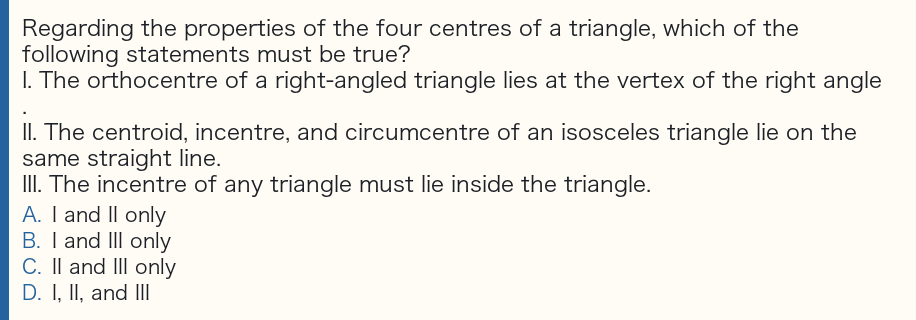 Regarding the properties of the four centres of a triangle, which of the
following statements must be true?
I. The orthocentre of a right-angled triangle lies at the vertex of the right angle
.
II. The centroid, incentre, and circumcentre of an isosceles triangle lie on the
same straight line.
III. The incentre of any triangle must lie inside the triangle.
A. I and II only
B. I and III only
C. II and III only
D. I, II, and III